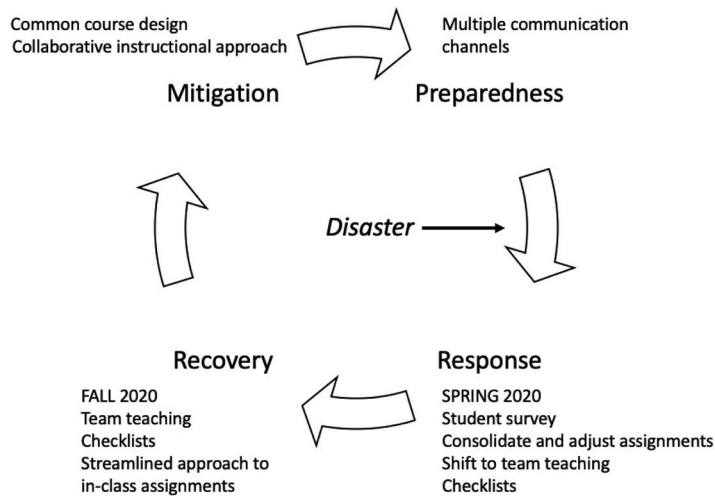 Common course design
Collaborative instructional approach
Multiple communication
channels
Mitigation
Preparedness
Disaster
Recovery
FALL 2020
Team teaching
Checklists
Streamlined approach to
in-class assignments
Response
SPRING 2020
Student survey
Consolidate and adjust assignments
Shift to team teaching
Checklists